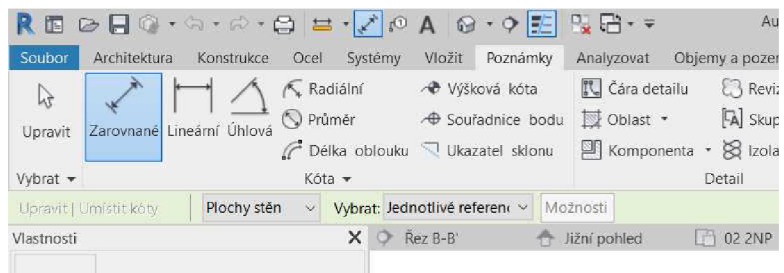 Au
Soubor Architektura Konstrukce Ocel Systémy Vložit Poznámky Analyzovat Objemy a pozem
Radiální Výšková kóta Čára detailu Reviz
Upravit Zarovnané Lineární Úhlová Průměr Souřadnice bodu Oblast Skup
Délka oblouku Ukazatel sklonu Komponenta Izola
Vybrat Kóta Detail
Upravit | Umístit kóty Plochy stěn Vybrat: Jednotlivé referenc Možnosti
Vlastnosti X Řez B-B' Jižní pohled 02 2NP